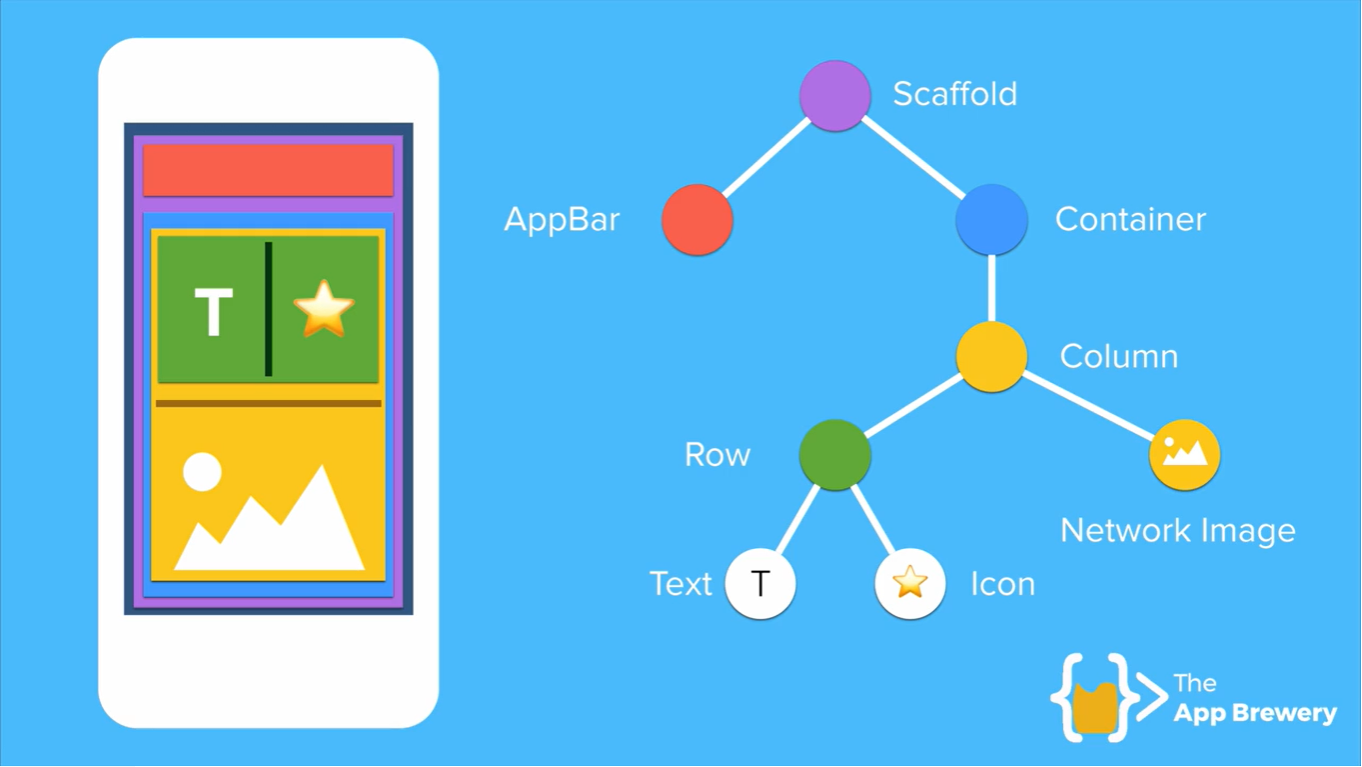 Scaffold
AppBar
Container
T
Column
Row
Network Image
Text
T
Icon
The
App Brewery